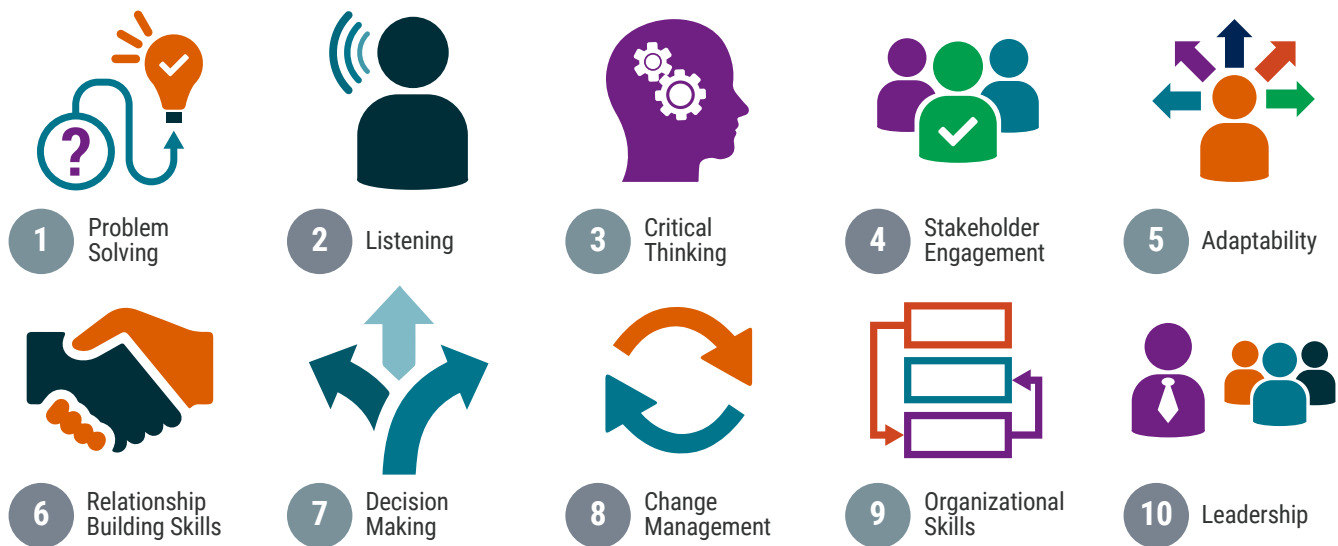 ?
1
Problem
Solving
2
Listening
3
Critical
Thinking
4
Stakeholder
Engagement
5
Adaptability
6
Relationship
Building Skills
7
Decision
Making
8
Change
Management
9
Organizational
Skills
10
Leadership